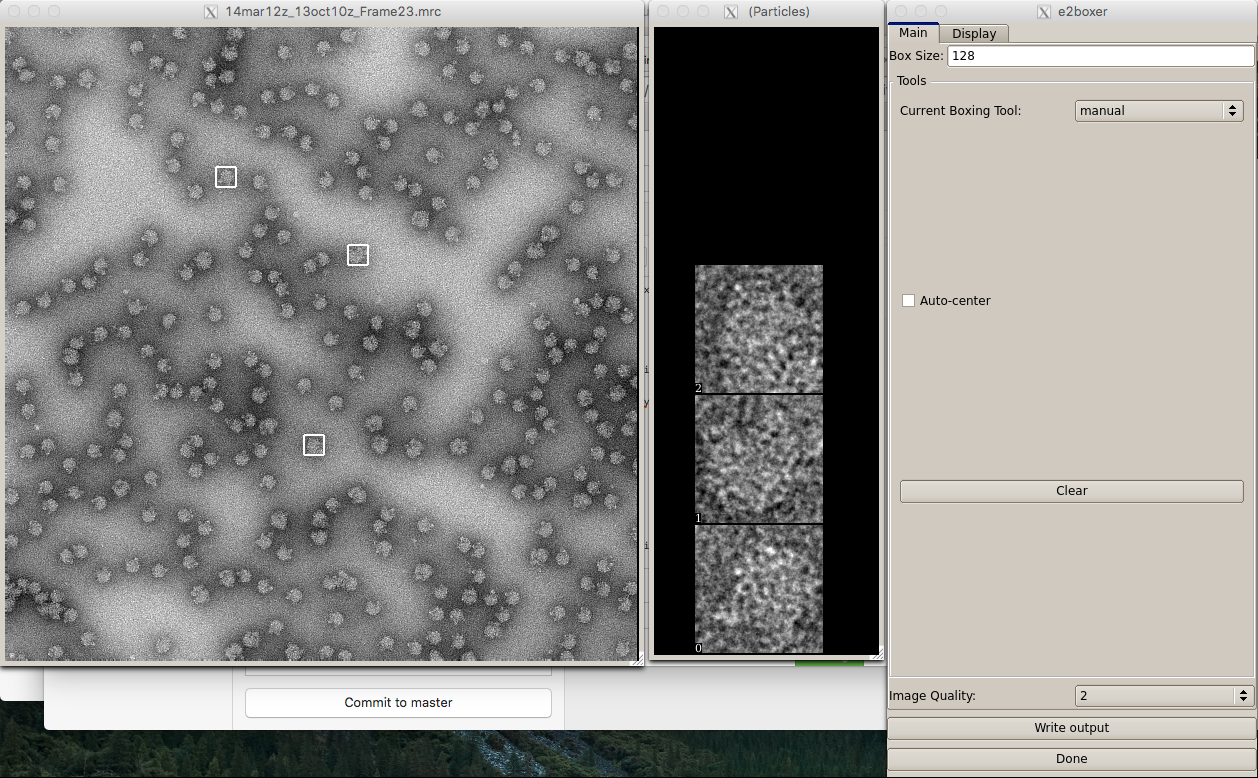 14mar12z_13oct10z_Frame23.mrc
(Particles)
e2boxer
Main
Display
Box Size:
128
Tools
Current Boxing Tool:
manual
Auto-center
2
1
0
Clear
Image Quality:
2
Commit to master
Write output
Done